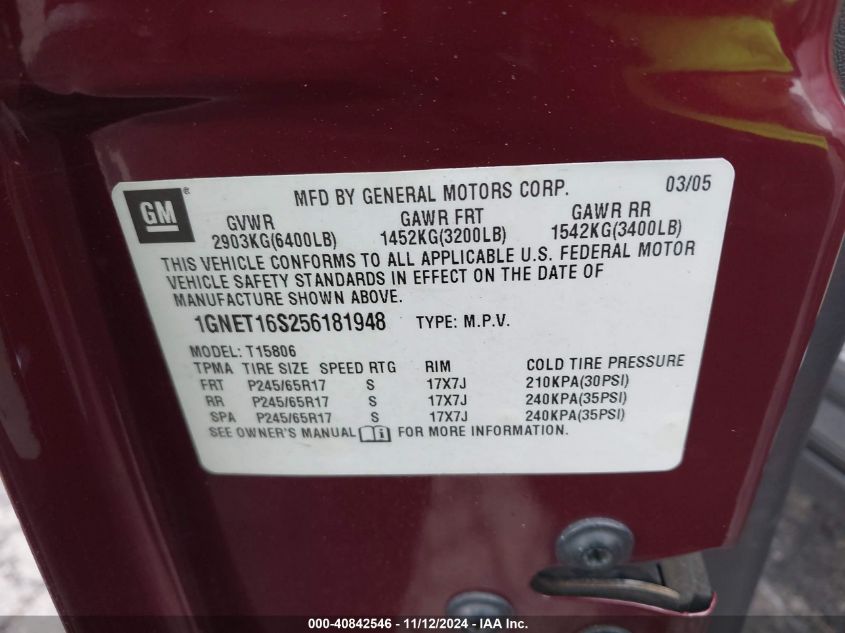 GM ®
MFD BY GENERAL MOTORS CORP. 03/05
GVWR GAWR FRT GAWR RR
2903KG(6400LB) 1452KG(3200LB) 1542KG(3400LB)
THIS VEHICLE CONFORMS TO ALL APPLICABLE U.S. FEDERAL MOTOR
VEHICLE SAFETY STANDARDS IN EFFECT ON THE DATE OF
MANUFACTURE SHOWN ABOVE.
1GNET16S256181948 TYPE: M.P.V.
MODEL: T15806
TPMA TIRE SIZE SPEED RTG RIM COLD TIRE PRESSURE
FRT P245/65R17 S 17X7J 210KPA(30PSI)
RR P245/65R17 S 17X7J 240KPA(35PSI)
SPA P245/65R17 S 17X7J 240KPA(35PSI)
SEE OWNER'S MANUAL i FOR MORE INFORMATION.
000-40842546 - 11/12/2024 - IAA Inc.